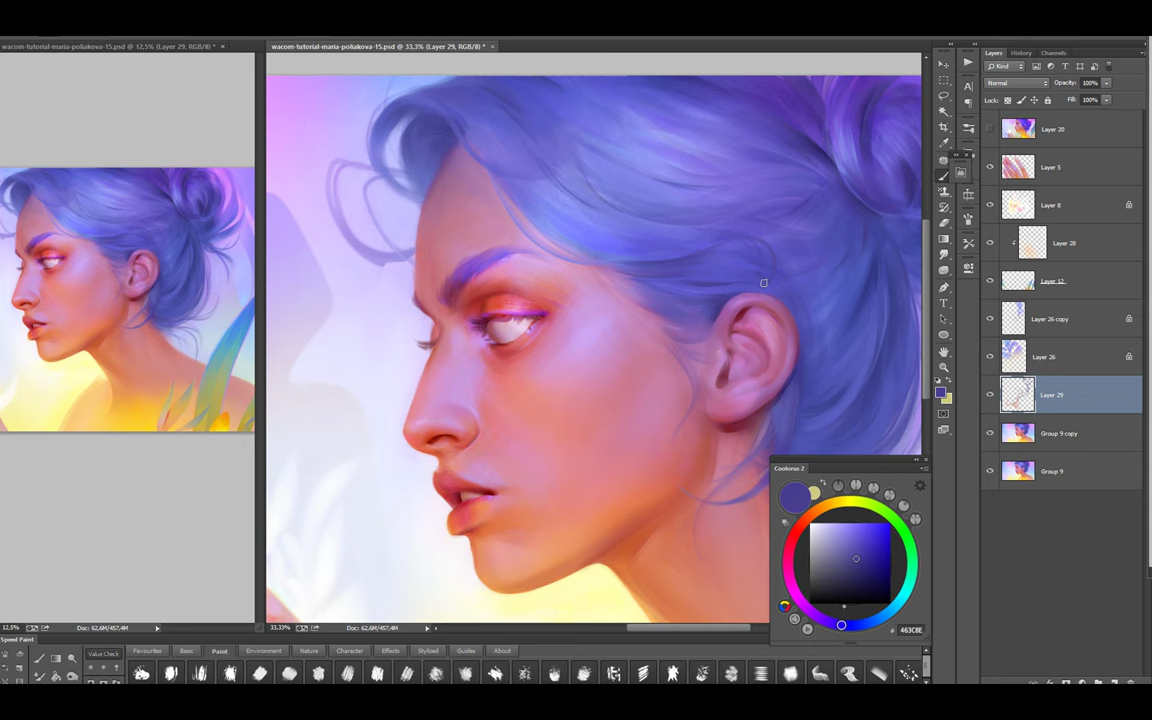 wacom-tutorial-maria-poliakova-15.psd @ 12,5% (Layer 29, RGB/8) * ×
wacom-tutorial-maria-poliakova-15.psd @ 33,3% (Layer 29, RGB/8) * ×
Layers History Channels
Kind
Normal Opacity: 100%
Lock: Fill: 100%
Layer 20
Layer 5
Layer 8
Layer 28
Layer 12
Layer 26 copy
Layer 26
Layer 29
Group 9 copy
Group 9
Coolorus 2
# 463C8E
12,5% Doc: 62,6M/457,4M
33,33% Doc: 62,6M/457,4M
Speed Paint
Value Check
Favourites Basic Paint Environment Nature Character Effects Stylized Guides About